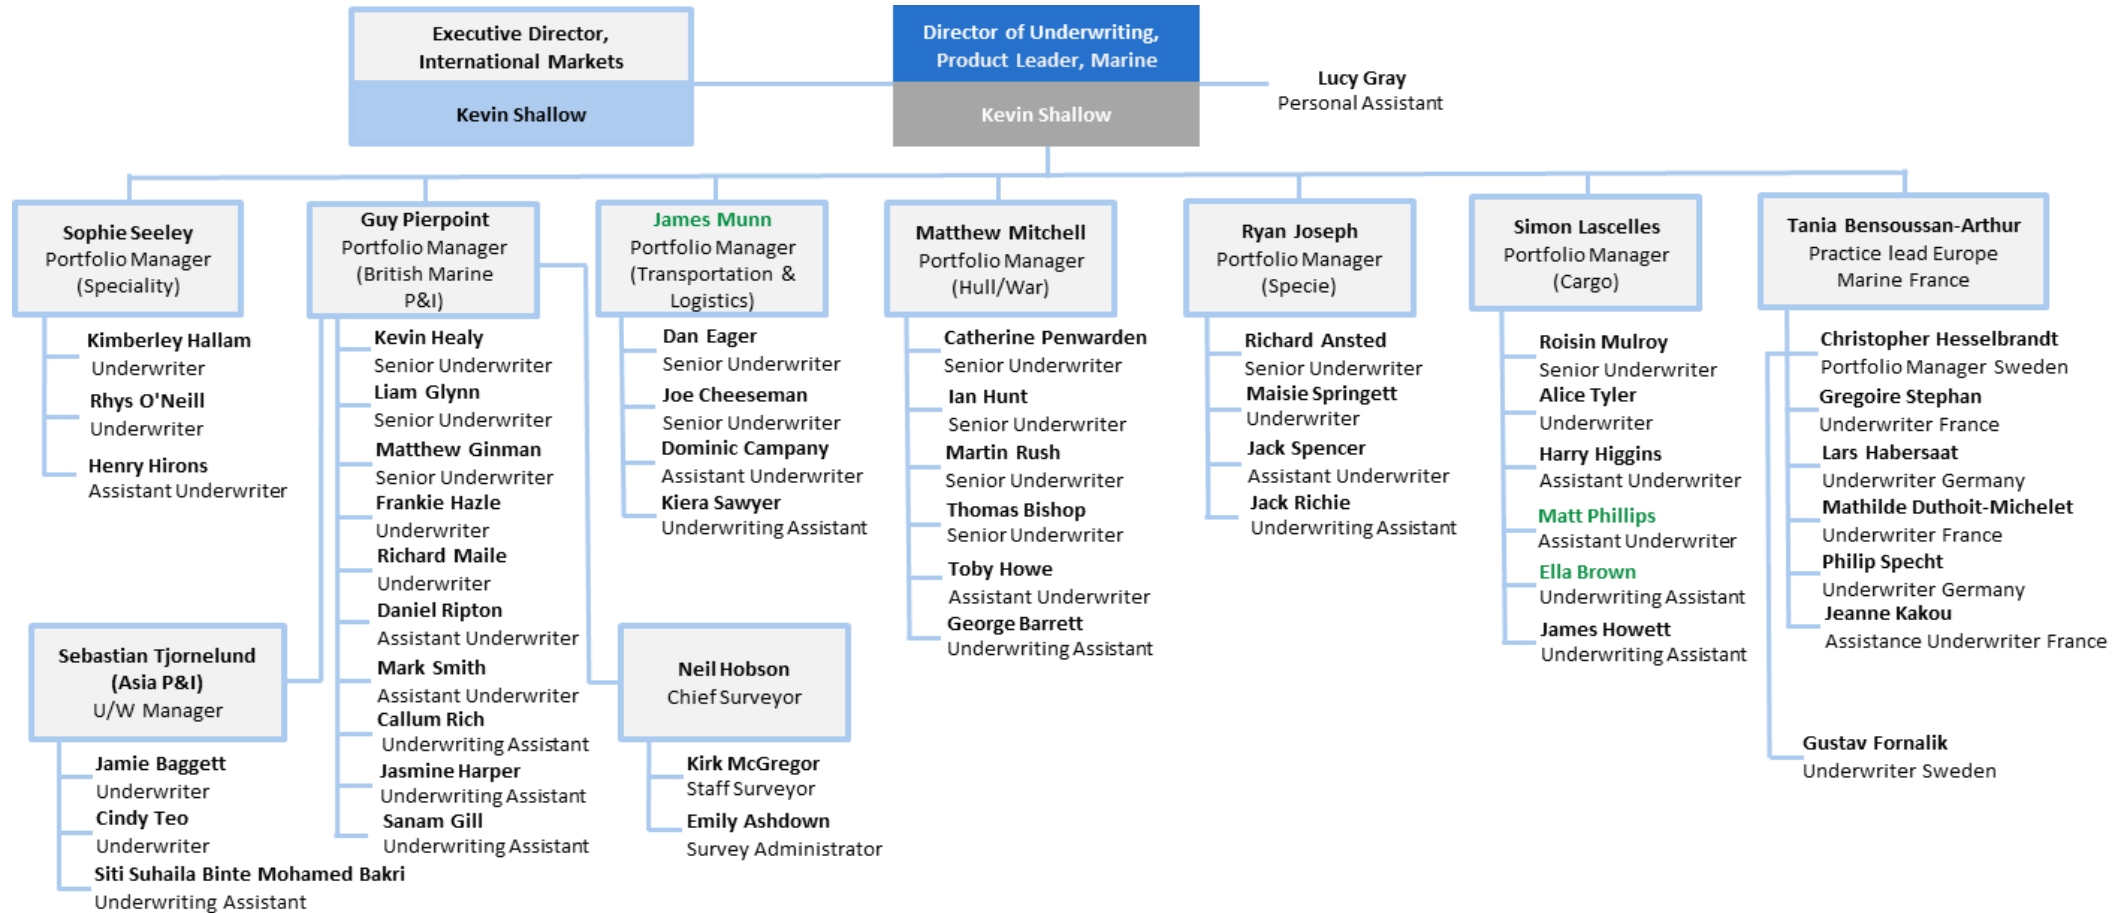 Executive Director,
International Markets
Kevin Shallow
Director of Underwriting,
Product Leader, Marine
Kevin Shallow
Lucy Gray
Personal Assistant
Sophie Seeley
Portfolio Manager
(Speciality)
Kimberley Hallam
Underwriter
Rhys O'Neill
Underwriter
Henry Hirons
Assistant Underwriter
Guy Pierpoint
Portfolio Manager
(British Marine
P&I)
Kevin Healy
Senior Underwriter
Liam Glynn
Senior Underwriter
Matthew Ginman
Senior Underwriter
Frankie Hazle
Underwriter
Richard Maile
Underwriter
Daniel Ripton
Assistant Underwriter
Mark Smith
Assistant Underwriter
Callum Rich
Underwriting Assistant
Jasmine Harper
Underwriting Assistant
Sanam Gill
Underwriting Assistant
Sebastian Tjornelund
(Asia P&I)
U/W Manager
Jamie Baggett
Underwriter
Cindy Teo
Underwriter
Siti Suhaila Binte Mohamed Bakri
Underwriting Assistant
Neil Hobson
Chief Surveyor
Kirk McGregor
Staff Surveyor
Emily Ashdown
Survey Administrator
James Munn
Portfolio Manager
(Transportation &
Logistics)
Dan Eager
Senior Underwriter
Joe Cheeseman
Senior Underwriter
Dominic Campany
Assistant Underwriter
Kiera Sawyer
Underwriting Assistant
Matthew Mitchell
Portfolio Manager
(Hull/War)
Catherine Penwarden
Senior Underwriter
Ian Hunt
Senior Underwriter
Martin Rush
Senior Underwriter
Thomas Bishop
Senior Underwriter
Toby Howe
Assistant Underwriter
George Barrett
Underwriting Assistant
Ryan Joseph
Portfolio Manager
(Specie)
Richard Ansted
Senior Underwriter
Maisie Springett
Underwriter
Jack Spencer
Assistant Underwriter
Jack Richie
Underwriting Assistant
Simon Lascelles
Portfolio Manager
(Cargo)
Roisin Mulroy
Senior Underwriter
Alice Tyler
Underwriter
Harry Higgins
Assistant Underwriter
Matt Phillips
Assistant Underwriter
Ella Brown
Underwriting Assistant
James Howett
Underwriting Assistant
Tania Bensoussan-Arthur
Practice lead Europe
Marine France
Christopher Hesselbrandt
Portfolio Manager Sweden
Gregoire Stephan
Underwriter France
Lars Habersaat
Underwriter Germany
Mathilde Duthoit-Michelet
Underwriter France
Philip Specht
Underwriter Germany
Jeanne Kakou
Assistance Underwriter France
Gustav Fornalik
Underwriter Sweden